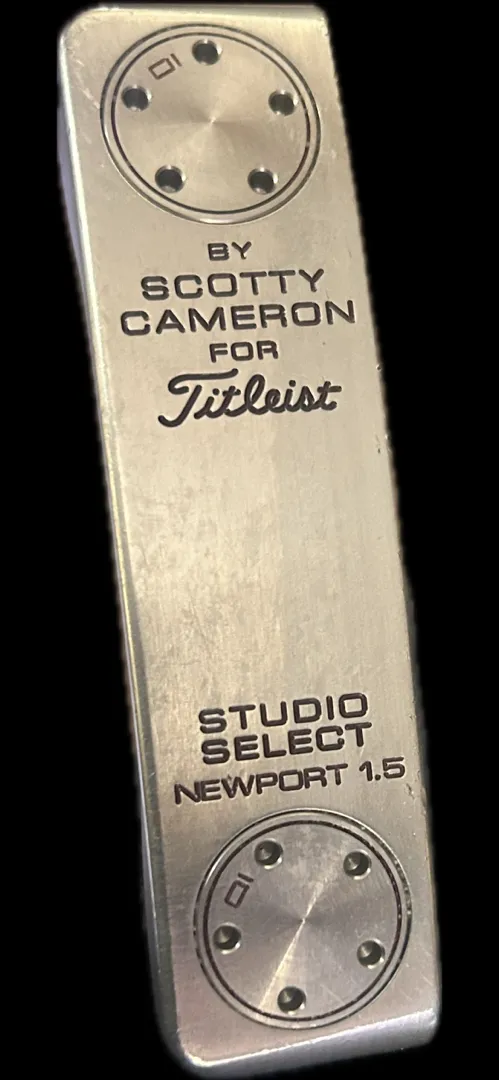 10
BY
SCOTTY
CAMERON
FOR
Titleist
STUDIO
SELECT
NEWPORT 1.5
10